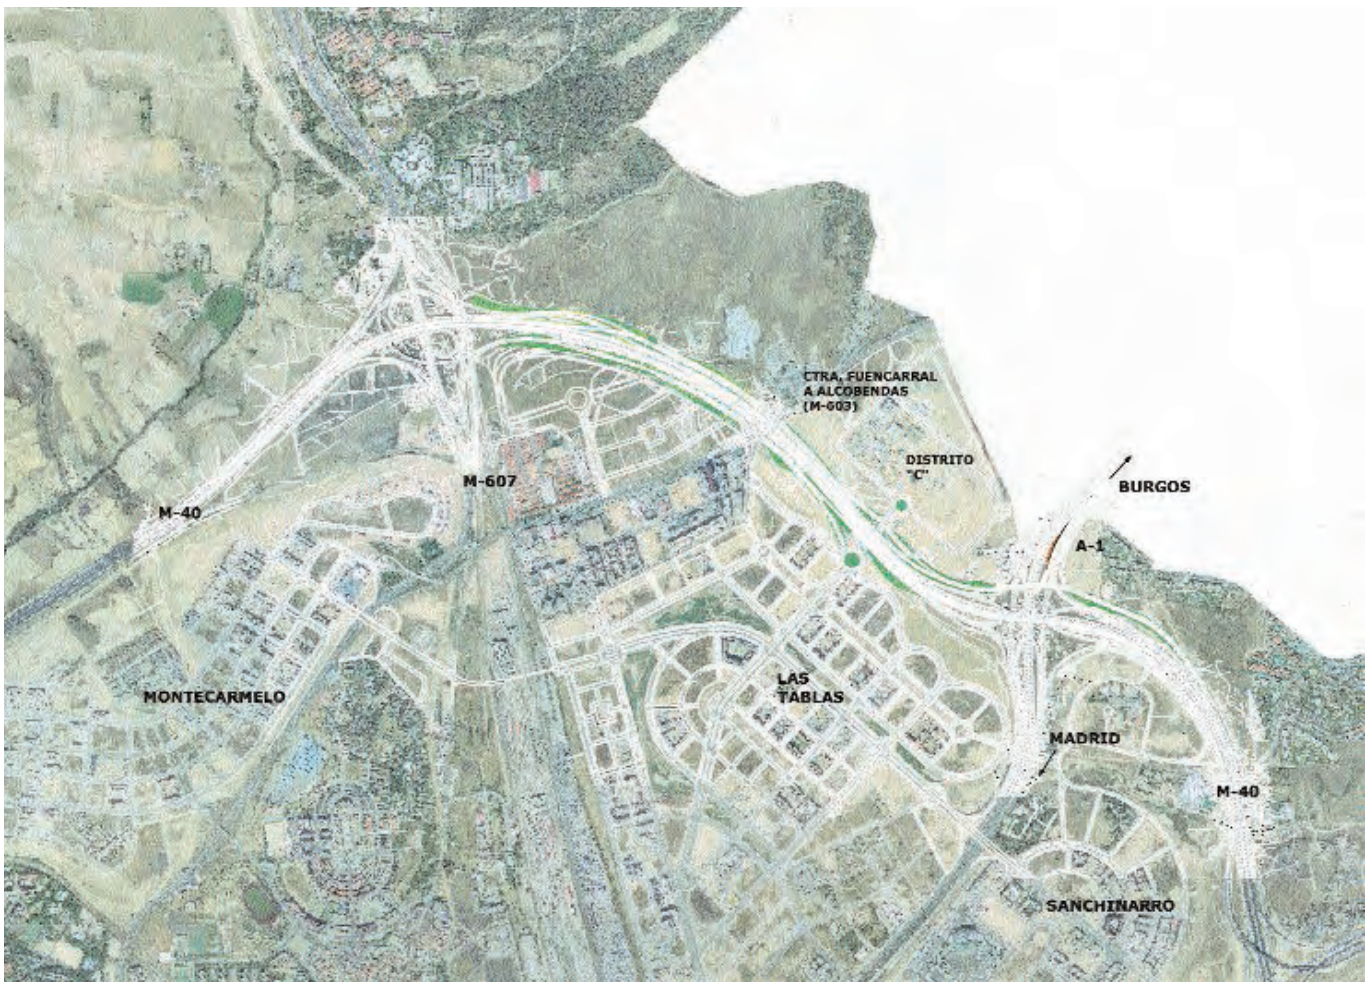 CTRA. FUENCARRAL
A ALCOBENDAS
(M-603)
DISTRITO
"C"
M-607
BURGOS
M-40
A-1
MONTECARMELO
LAS
TABLAS
MADRID
M-40
SANCHINARRO